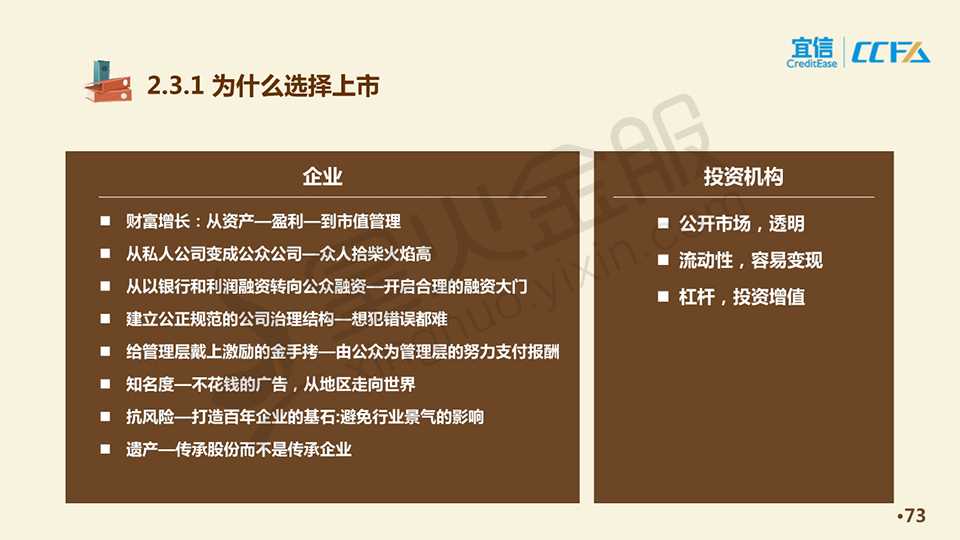 宜信
CreditEase
CCFA
2.3.1 为什么选择上市
企业
■ 财富增长：从资产—盈利—到市值管理
■ 从私人公司变成公众公司—众人拾柴火焰高
■ 从以银行和利润融资转向公众融资—开启合理的融资大门
■ 建立公正规范的公司治理结构—想犯错误都难
■ 给管理层戴上激励的金手拷—由公众为管理层的努力支付报酬
■ 知名度—不花钱的广告，从地区走向世界
■ 抗风险—打造百年企业的基石:避免行业景气的影响
■ 遗产—传承股份而不是传承企业
投资机构
■ 公开市场，透明
■ 流动性，容易变现
■ 杠杆，投资增值
星火金服
xinghuo.yixin.com
•73